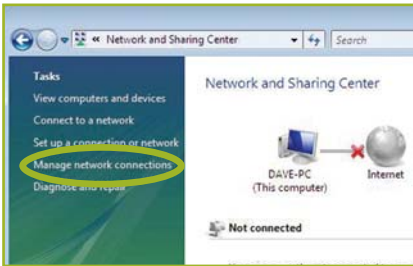 « Network and Sharing Center
Search
Tasks
View computers and devices
Connect to a network
Set up a connection or network
Manage network connections
Diagnose and repair
Network and Sharing Center
DAVE-PC
(This computer)
Internet
Not connected